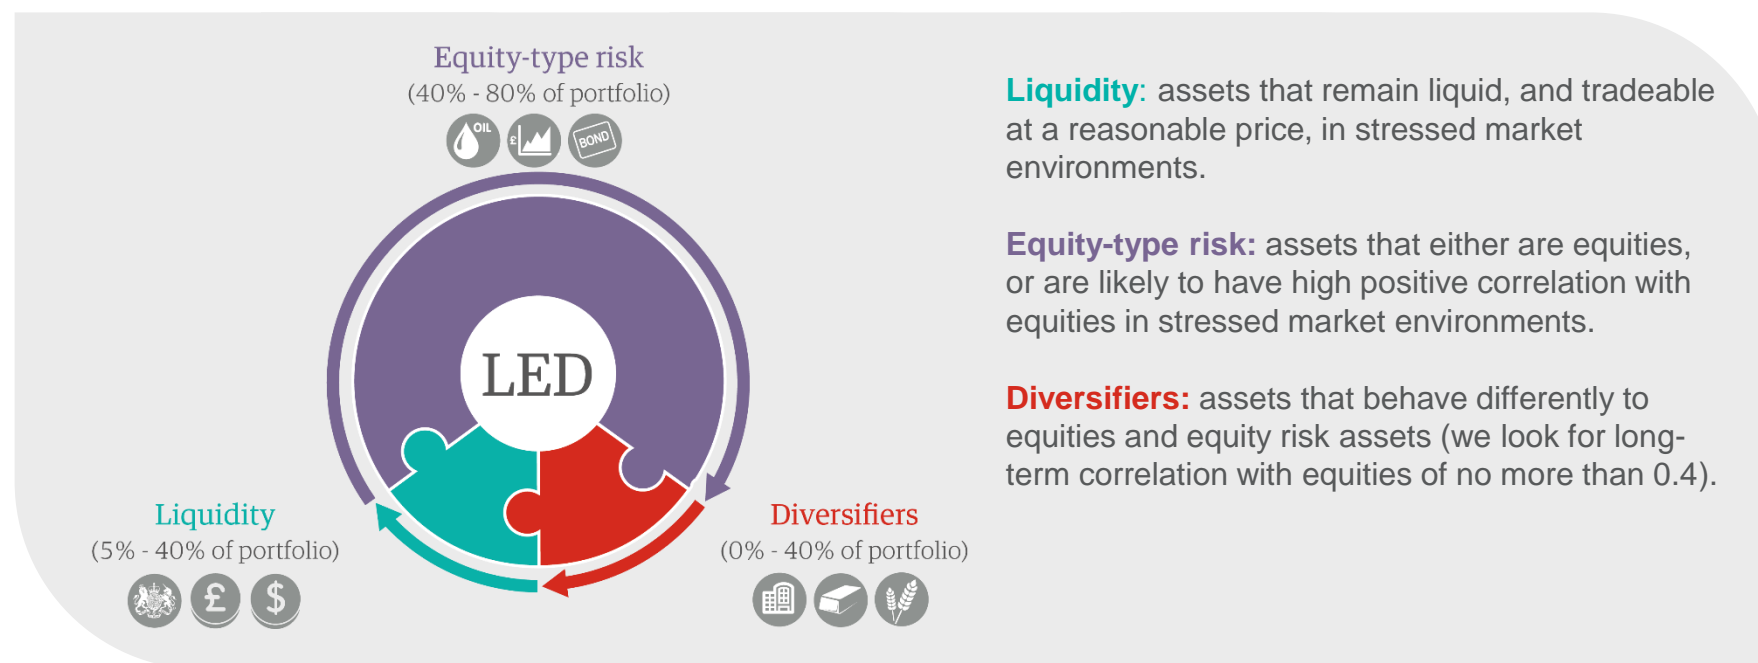 Equity-type risk
(40% - 80% of portfolio)
OIL
£
BOND
LED
Liquidity
(5% - 40% of portfolio)
£
$
Diversifiers
(0% - 40% of portfolio)
Liquidity: assets that remain liquid, and tradeable
at a reasonable price, in stressed market
environments.
Equity-type risk: assets that either are equities,
or are likely to have high positive correlation with
equities in stressed market environments.
Diversifiers: assets that behave differently to
equities and equity risk assets (we look for long-
term correlation with equities of no more than 0.4).